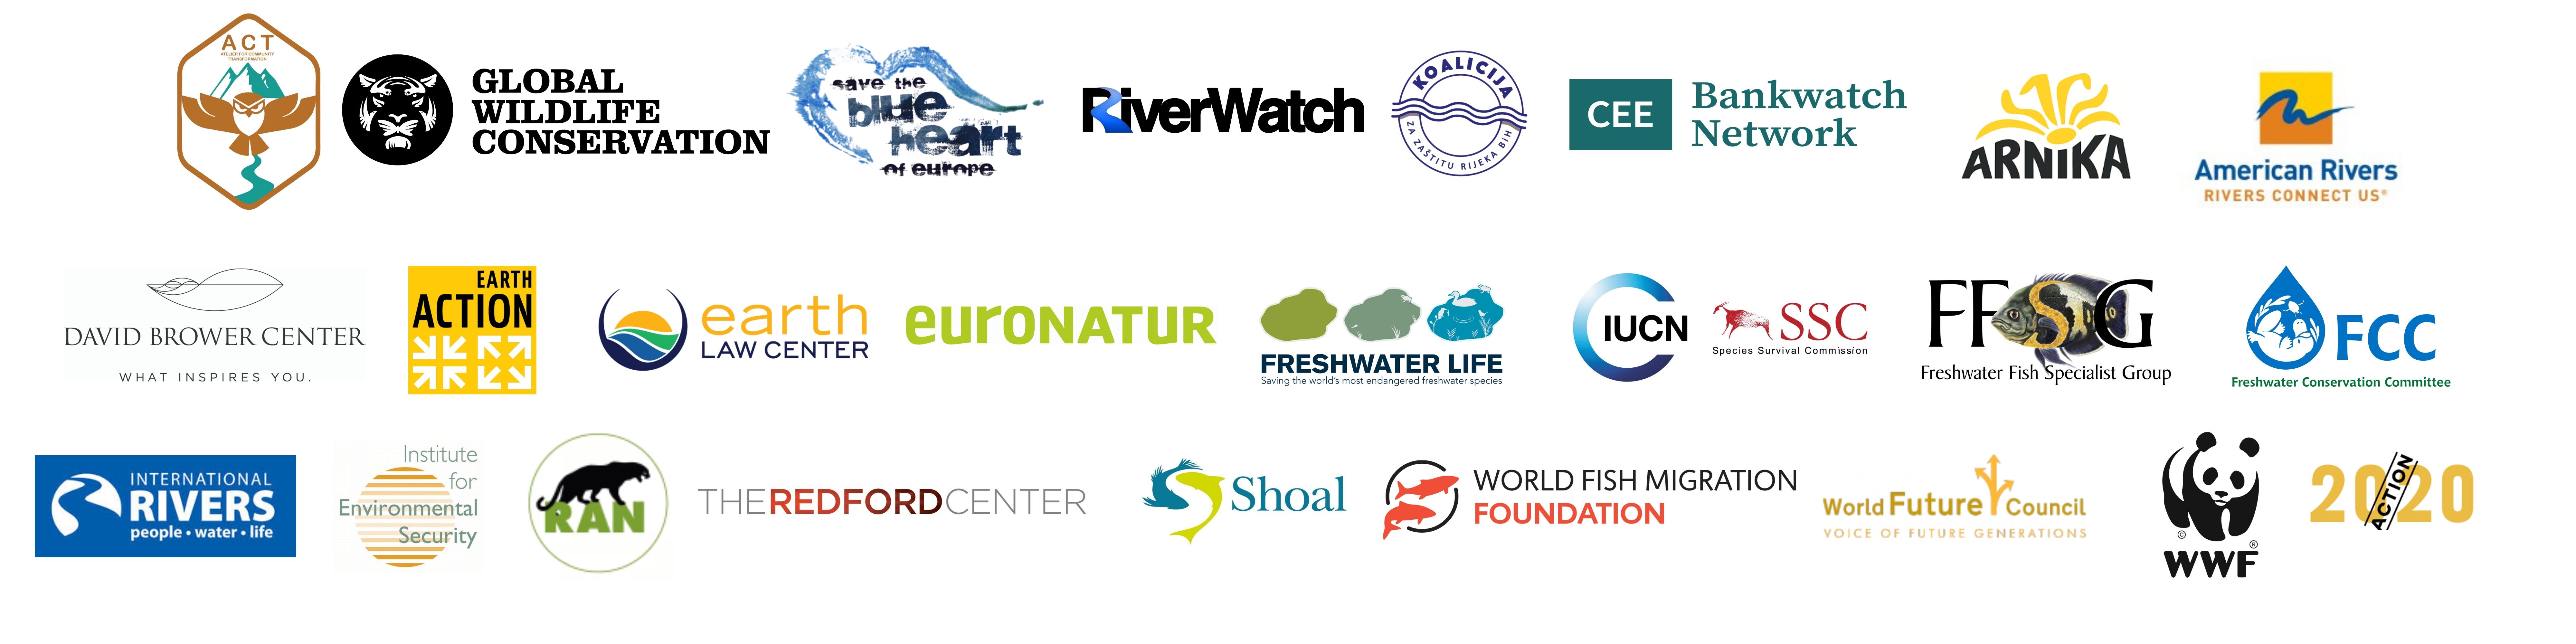 ACT
ATELIER FOR COMMUNITY
TRANSFORMATION
GLOBAL
WILDLIFE
CONSERVATION
save the
blue
heart
of europe
RiverWatch
KOALICIJA
ZA ZAŠTITU RIJEKA BIH
CEE
Bankwatch
Network
ARNIKA
American Rivers
RIVERS CONNECT US®
DAVID BROWER CENTER
WHAT INSPIRES YOU.
EARTH
ACTION
earth
LAW CENTER
euroNATUR
FRESHWATER LIFE
Saving the world's most endangered freshwater species
IUCN
SSC
Species Survival Commission
FFSG
Freshwater Fish Specialist Group
FCC
Freshwater Conservation Committee
INTERNATIONAL
RIVERS
people • water • life
Institute
for
Environmental
Security
RAN
THEREDFORDCENTER
Shoal
WORLD FISH MIGRATION
FOUNDATION
World Future Council
VOICE OF FUTURE GENERATIONS
© ®
WWF
2020
ACTION